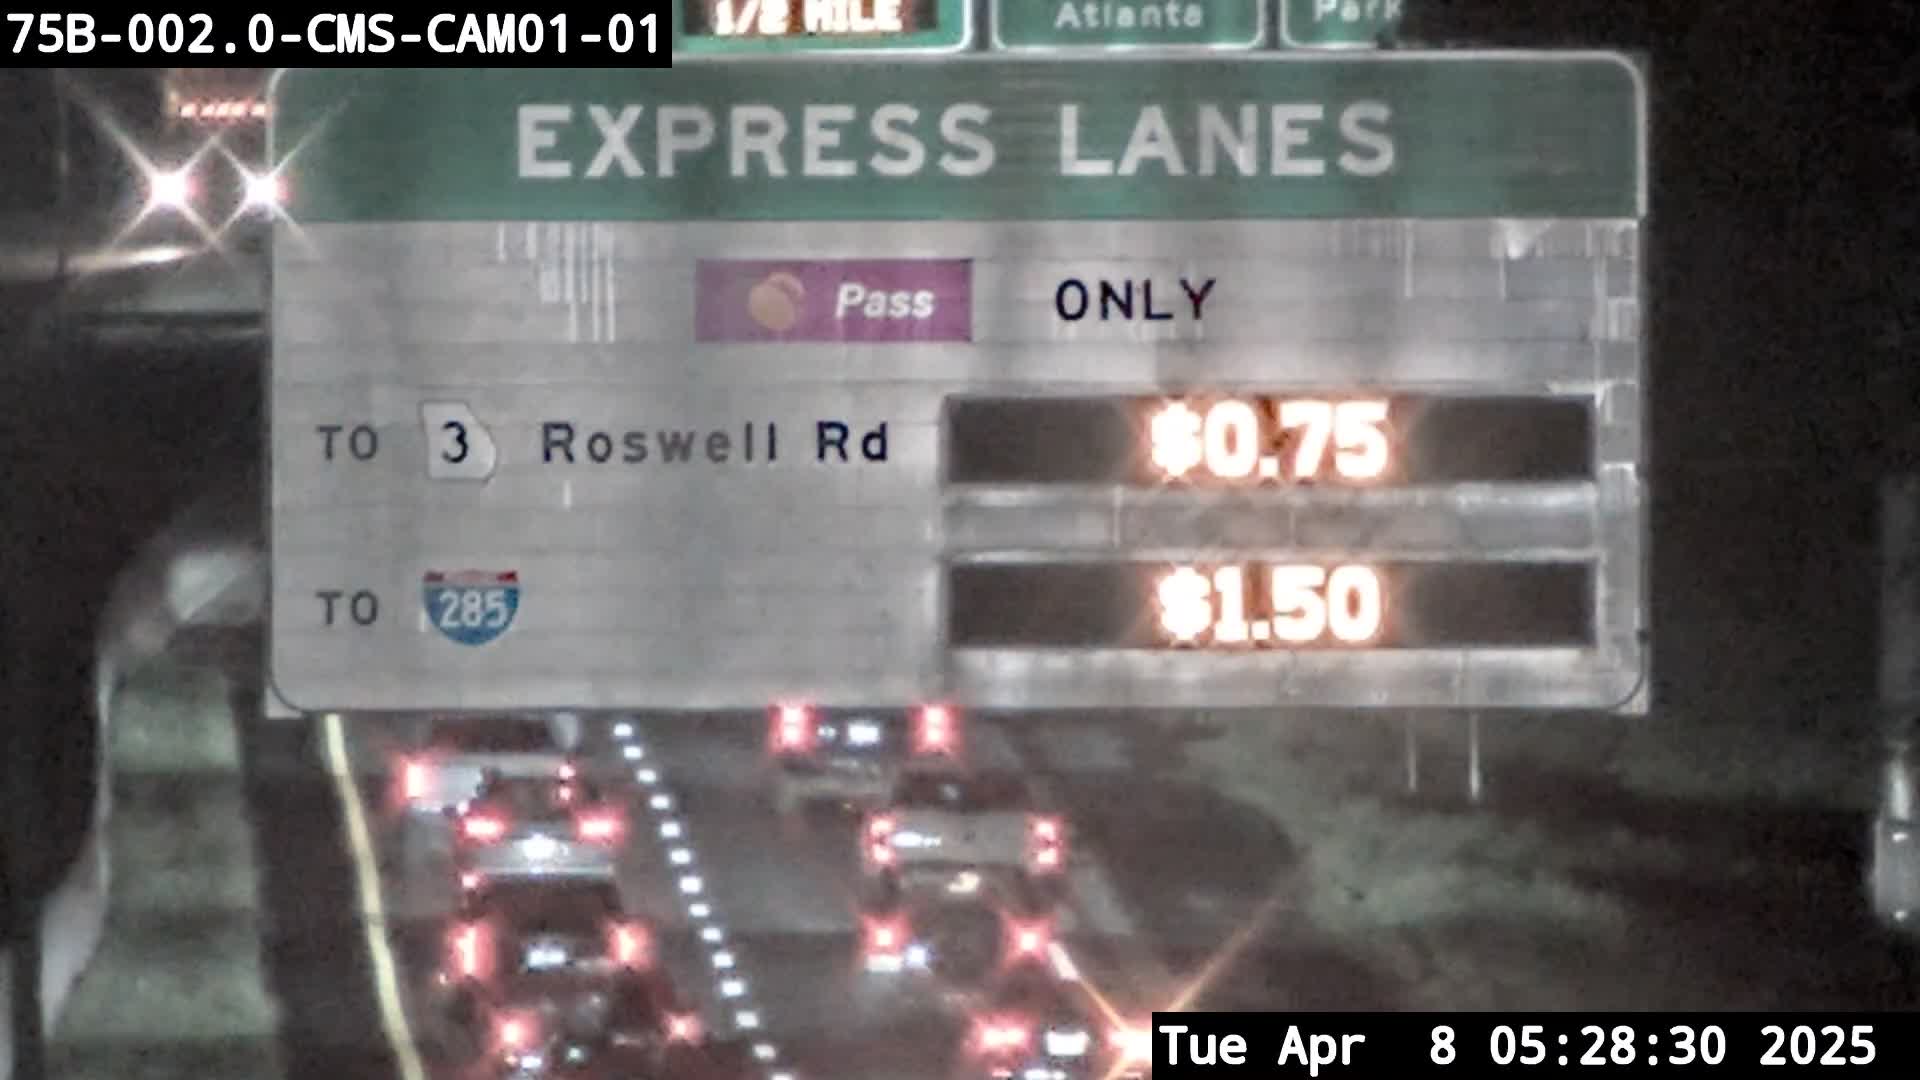 75B-002.0-CMS-CAM01-01
1/2 MILE
Atlanta
Park
EXPRESS LANES
Pass ONLY
TO 3 Roswell Rd $0.75
TO 285 $1.50
Tue Apr 8 05:28:30 2025